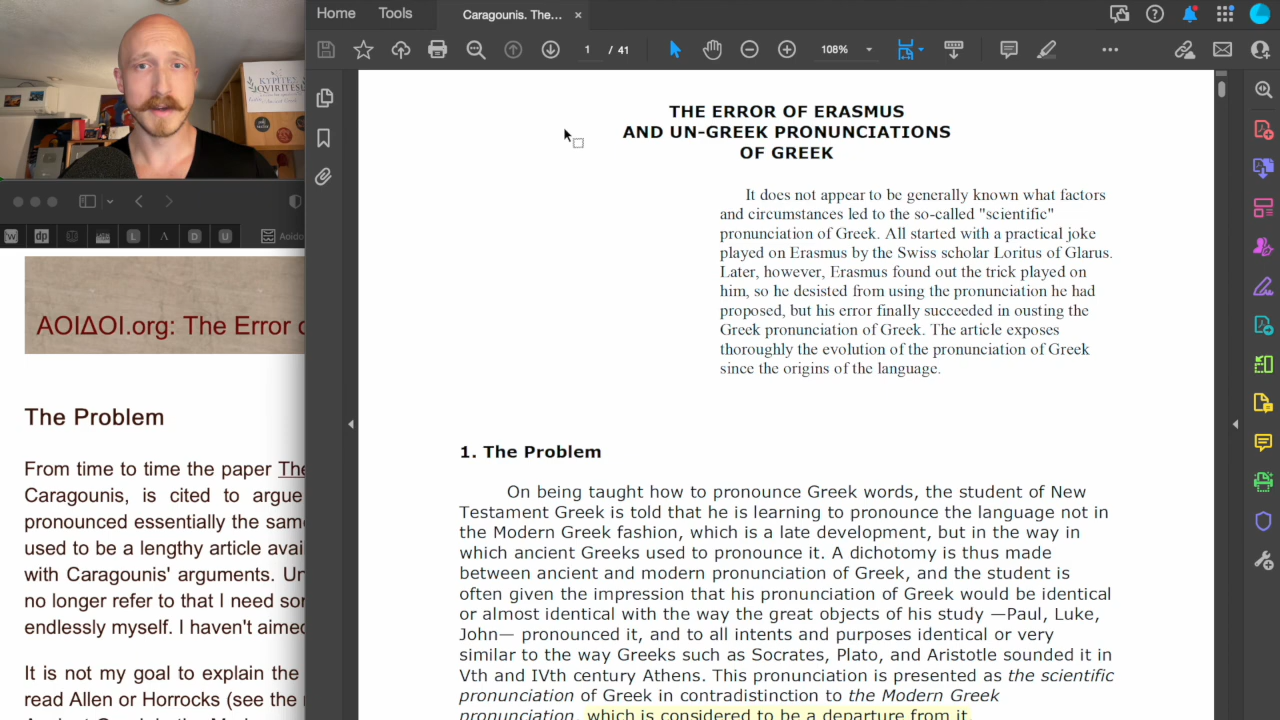 Home
Tools
Caragounis. The...
1 / 41
108%
ΚΥΡΙΤΕΣ
QVIRITES
THE ERROR OF ERASMUS
AND UN-GREEK PRONUNCIATIONS
OF GREEK
It does not appear to be generally known what factors
and circumstances led to the so-called "scientific"
pronunciation of Greek. All started with a practical joke
played on Erasmus by the Swiss scholar Loritus of Glarus.
Later, however, Erasmus found out the trick played on
him, so he desisted from using the pronunciation he had
proposed, but his error finally succeeded in ousting the
Greek pronunciation of Greek. The article exposes
thoroughly the evolution of the pronunciation of Greek
since the origins of the language.
1. The Problem
On being taught how to pronounce Greek words, the student of New
Testament Greek is told that he is learning to pronounce the language not in
the Modern Greek fashion, which is a late development, but in the way in
which ancient Greeks used to pronounce it. A dichotomy is thus made
between ancient and modern pronunciation of Greek, and the student is
often given the impression that his pronunciation of Greek would be identical
or almost identical with the way the great objects of his study —Paul, Luke,
John— pronounced it, and to all intents and purposes identical or very
similar to the way Greeks such as Socrates, Plato, and Aristotle sounded it in
Vth and IVth century Athens. This pronunciation is presented as the scientific
pronunciation of Greek in contradistinction to the Modern Greek
pronunciation, which is considered to be a departure from it.
W dp L Λ D U Aoido
ΑΟΙΔΟΙ.org: The Error o
The Problem
From time to time the paper The
Caragounis, is cited to argue
pronounced essentially the sam
used to be a lengthy article avai
with Caragounis' arguments. Un
no longer refer to that I need son
endlessly myself. I haven't aimed
It is not my goal to explain the
read Allen or Horrocks (see the